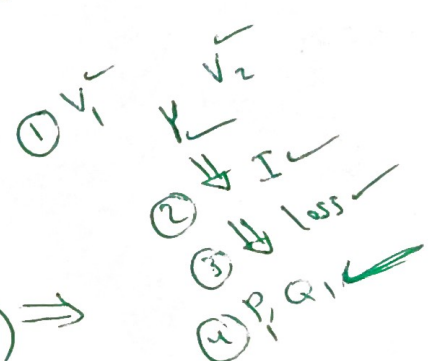 ① V₁ ✓ V₂ ✓
Y ✓
② ⇓ I ✓
③ ⇓ loss ✓
) ⇒ ④ P₁, Q₁ ✓